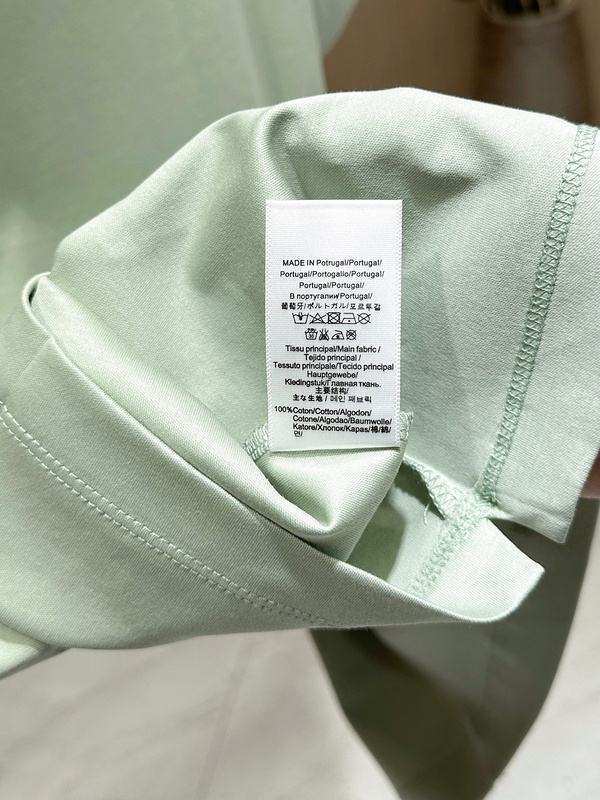 MADE IN Potrugal/Portugal/
Portugal/Portogallo/Portugal/
Portugal/Portugal/
В португалии/Portugal/
葡萄牙/ポルトガル/포르투갈
Tissu principal/Main fabric /
Tejido principal /
Tessuto principale/Tecido principal
Hauptgewebe/
Kledingstuk/Главная ткань.
主要结构/
主な生地 / 메인 패브릭
100%Coton/Cotton/Algodon/
Cotone/Algodao/Baumwolle/
Katore/Хлопок/Kapas/棉/綿/
면/